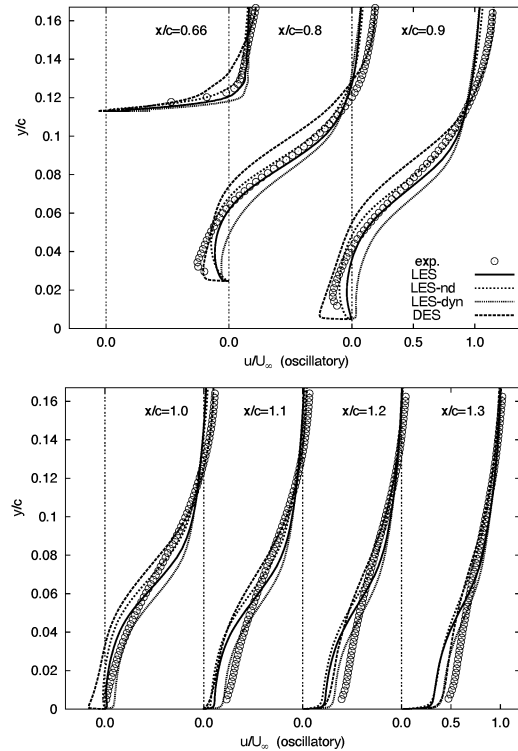 x/c=0.66 x/c=0.8 x/c=0.9
0.16
0.14
0.12
0.10
0.08
0.06
0.04
0.02
0
y/c
exp.
LES
LES-nd
LES-dyn
DES
0.0 0.0 0.0 0.5 1.0
u/U∞ (oscillatory)
x/c=1.0 x/c=1.1 x/c=1.2 x/c=1.3
0.16
0.14
0.12
0.1
0.08
0.06
0.04
0.02
0
y/c
0.0 0.0 0.0 0.0 0.5 1.0
u/U∞ (oscillatory)